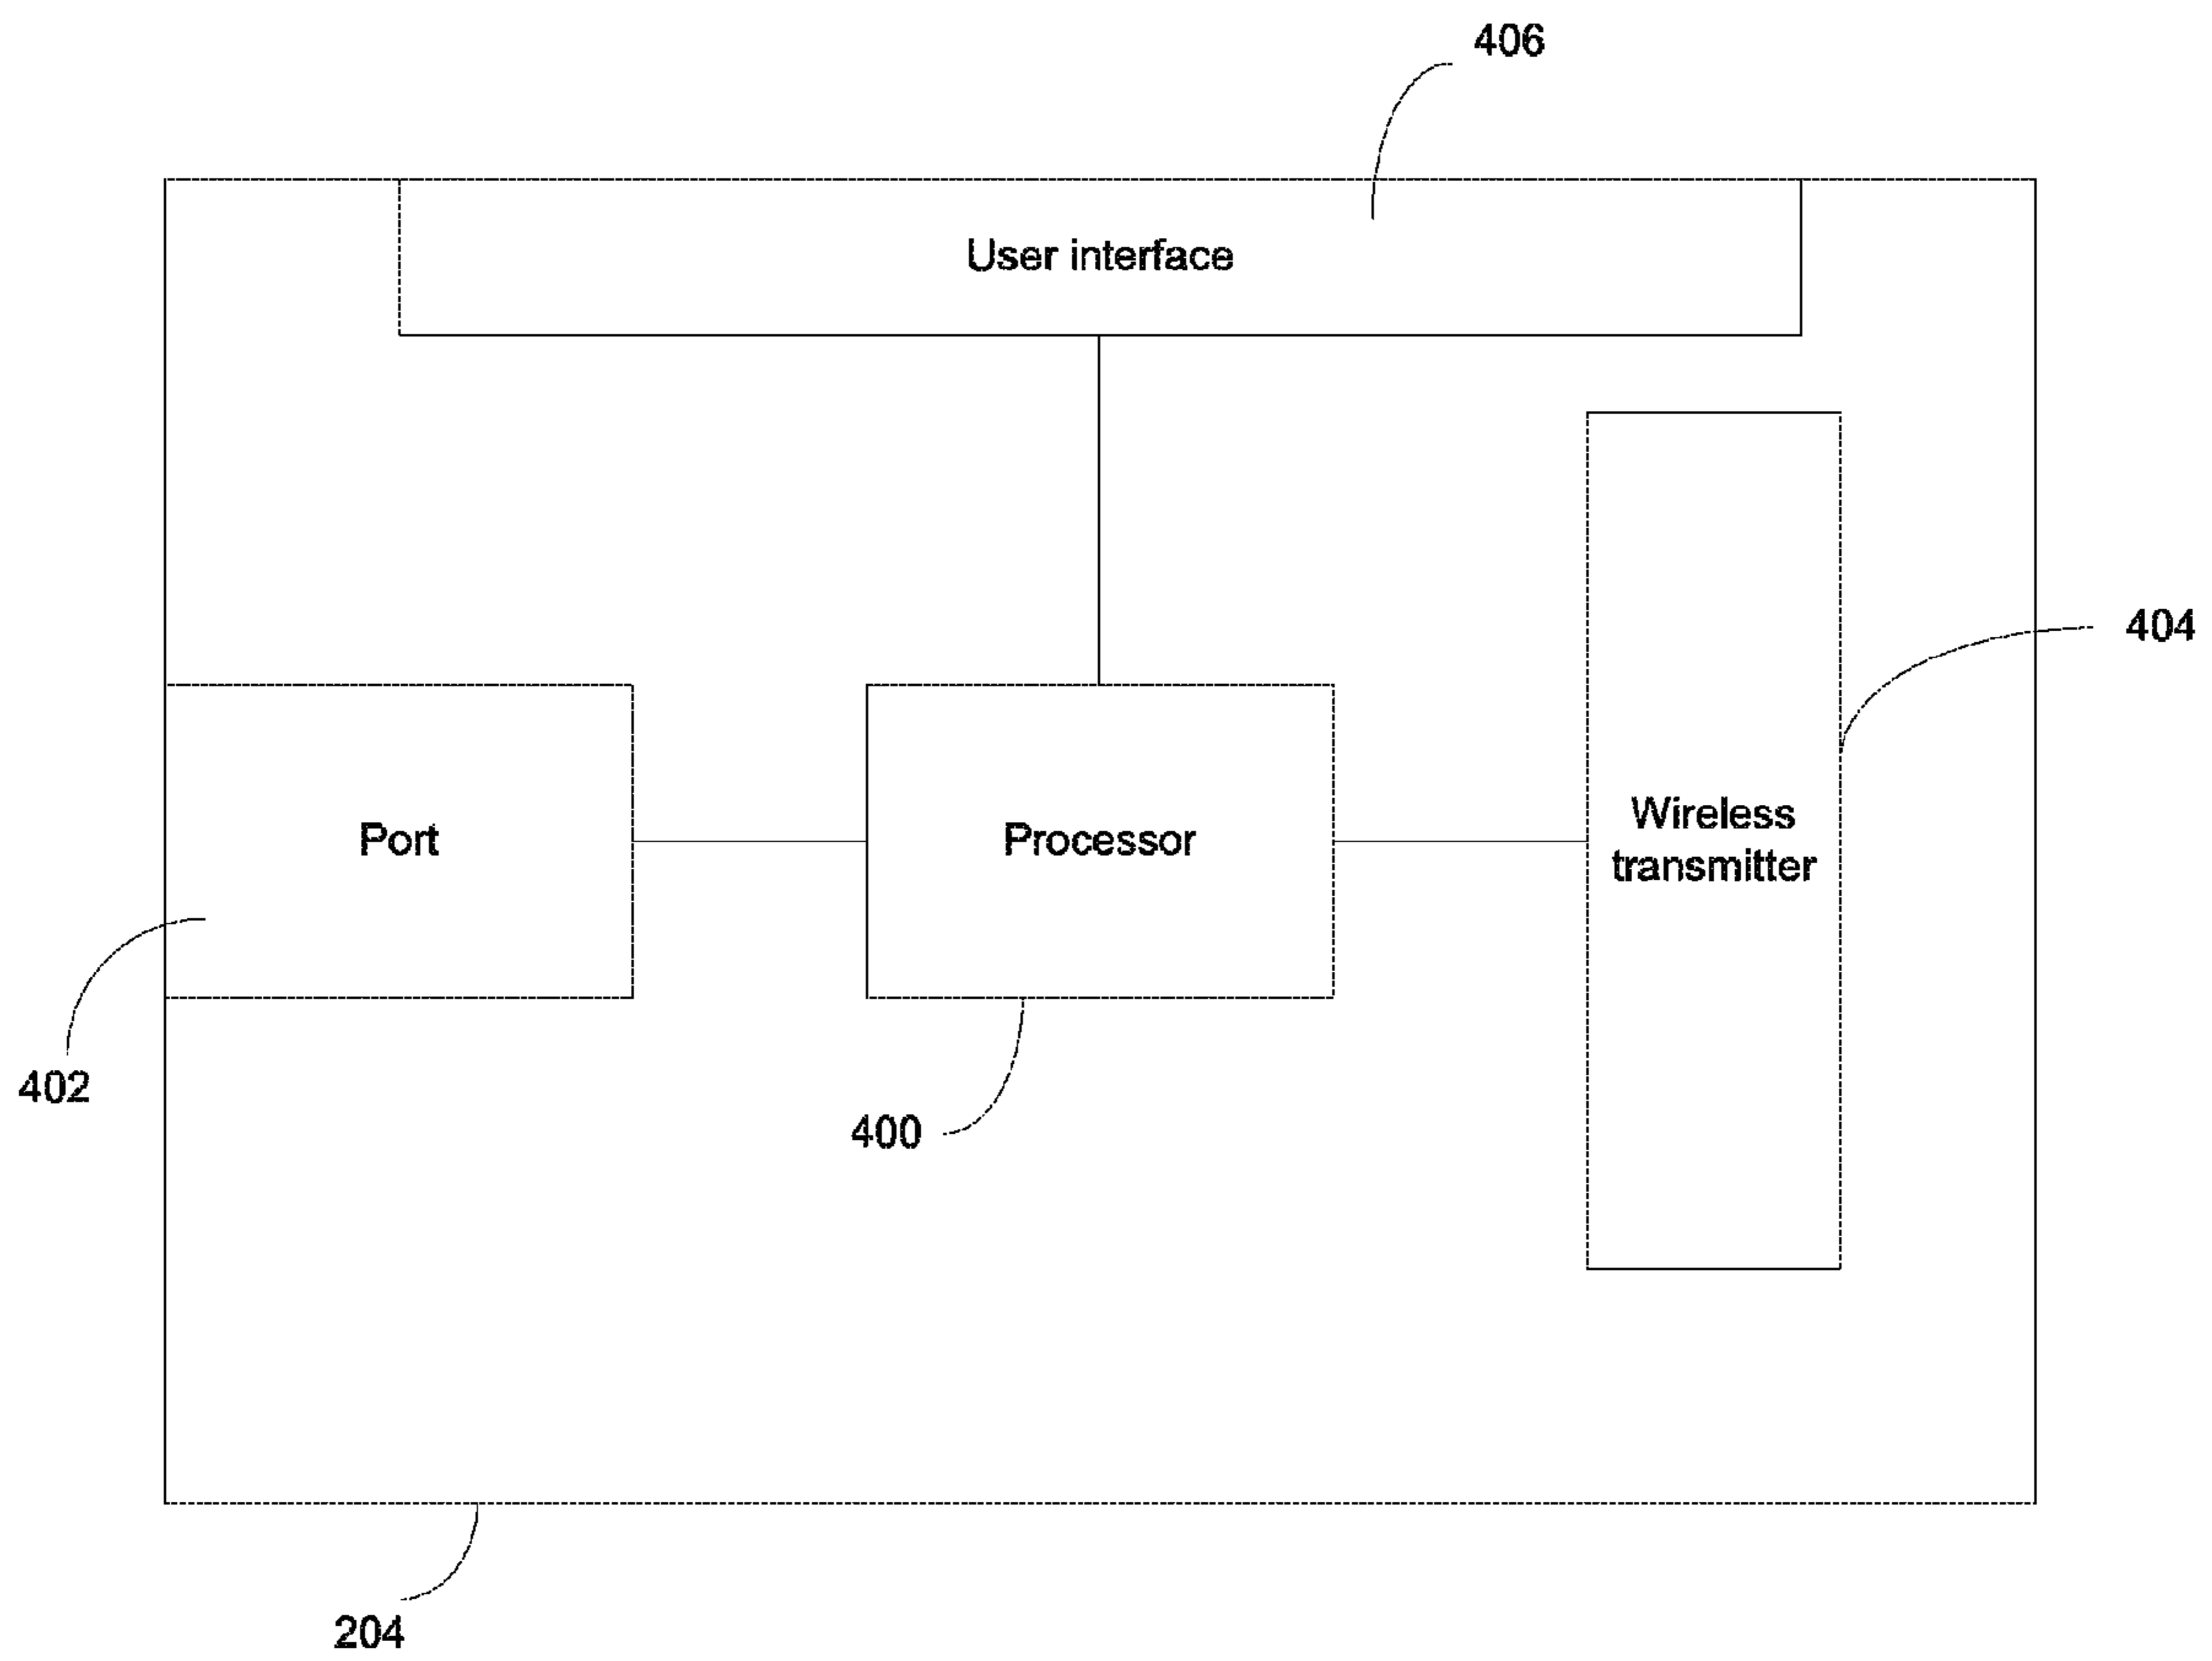 406
User interface
404
Port
Processor
Wireless
transmitter
402
400
204